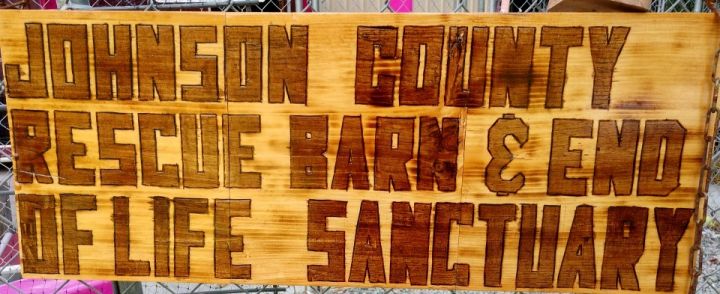 JOHNSON COUNTY
RESCUE BARN & END
OF LIFE SANCTUARY